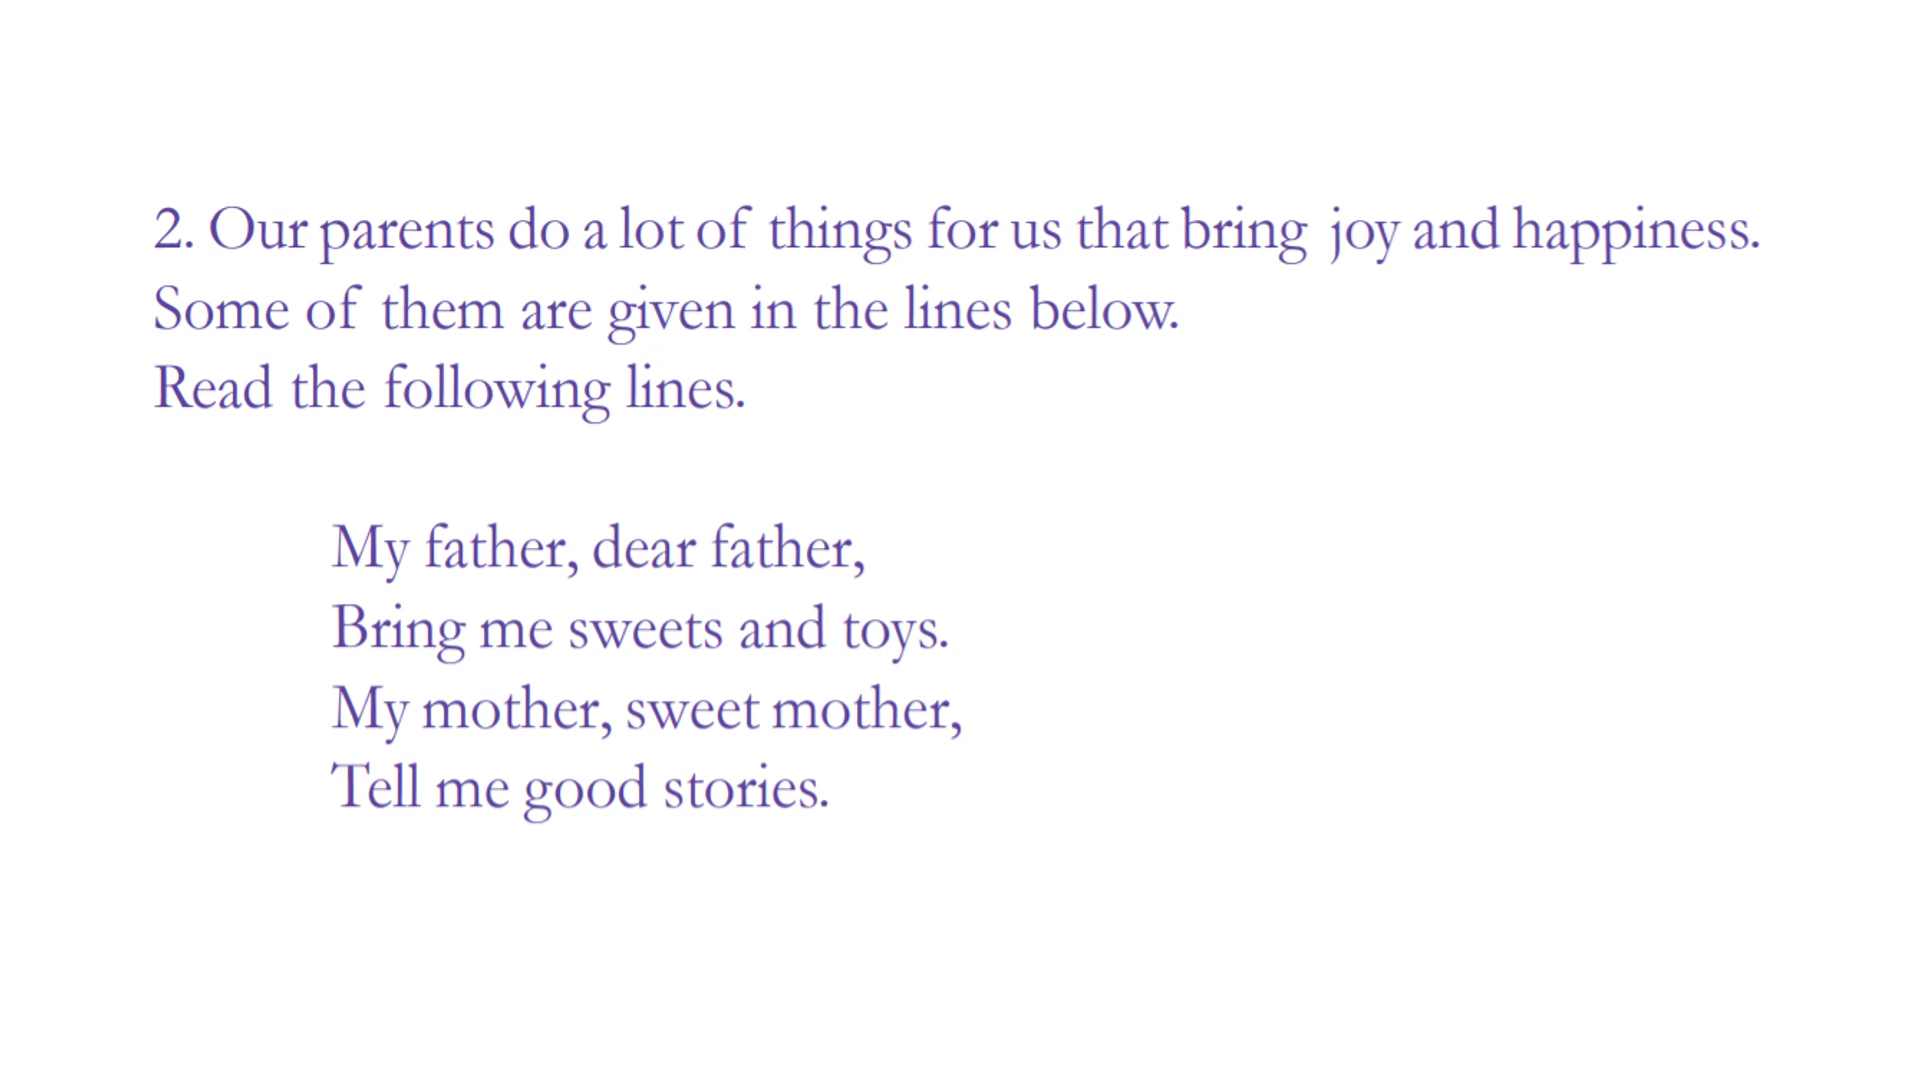 2. Our parents do a lot of things for us that bring joy and happiness.
Some of them are given in the lines below.
Read the following lines.
My father, dear father,
Bring me sweets and toys.
My mother, sweet mother,
Tell me good stories.